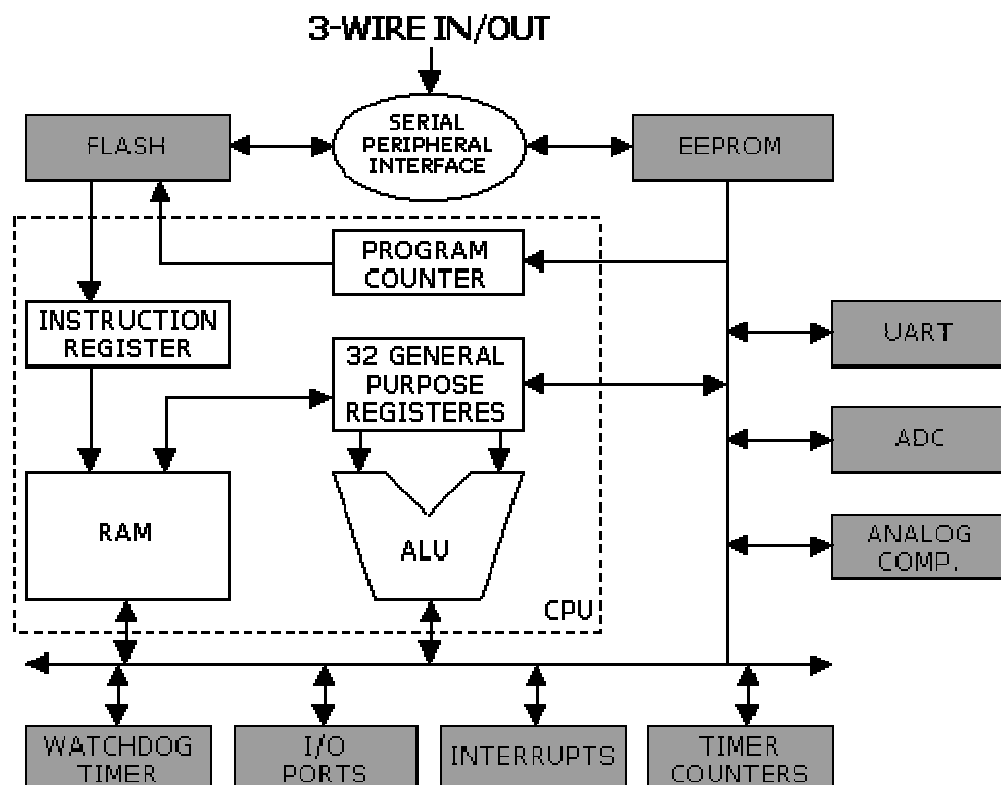 3-WIRE IN/OUT
SERIAL
PERIPHERAL
INTERFACE
FLASH
EEPROM
PROGRAM
COUNTER
INSTRUCTION
REGISTER
32 GENERAL
PURPOSE
REGISTERES
UART
ADC
RAM
ALU
ANALOG
COMP.
CPU
WATCHDOG
TIMER
I/O
PORTS
INTERRUPTS
TIMER
COUNTERS